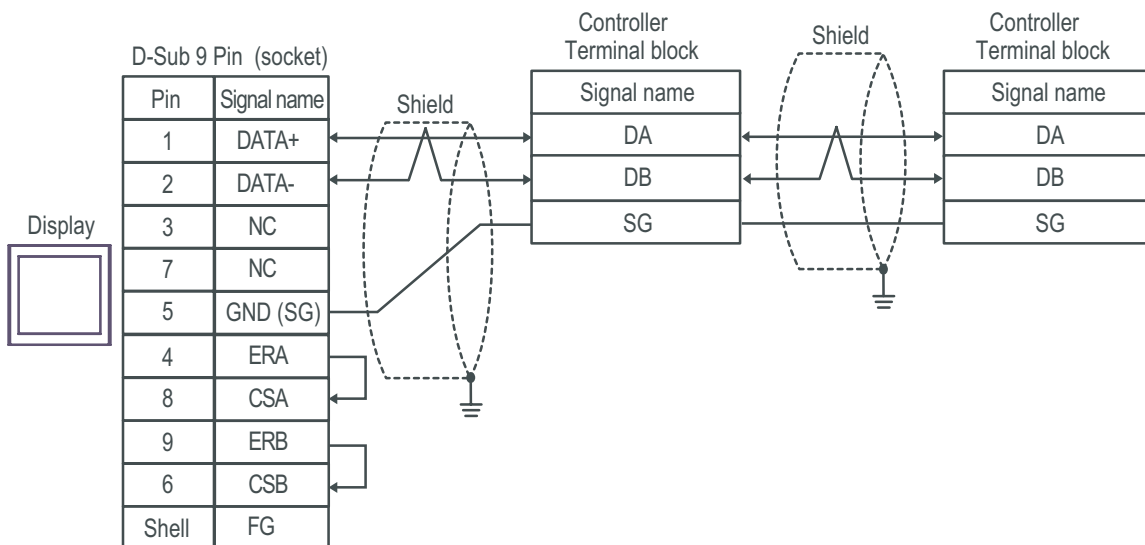 D-Sub 9 Pin (socket)
Pin Signal name
1 DATA+
2 DATA-
3 NC
7 NC
5 GND (SG)
4 ERA
8 CSA
9 ERB
6 CSB
Shell FG
Display
Shield
Controller
Terminal block
Signal name
DA
DB
SG
Shield
Controller
Terminal block
Signal name
DA
DB
SG